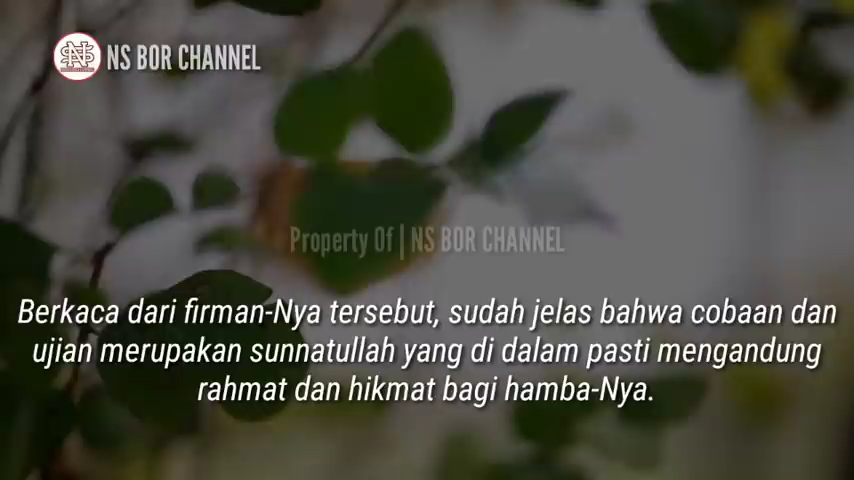 NS BOR CHANNEL
Property Of | NS BOR CHANNEL
Berkaca dari firman-Nya tersebut, sudah jelas bahwa cobaan dan
ujian merupakan sunnatullah yang di dalam pasti mengandung
rahmat dan hikmat bagi hamba-Nya.